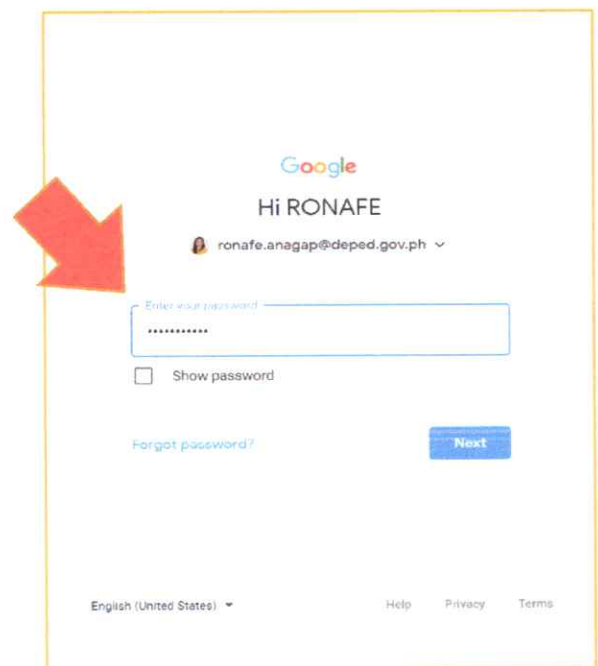 Google
Hi RONAFE
ronafe.anagap@deped.gov.ph
Enter your password
•••••••••••
Show password
Forgot password?
Next
English (United States)
Help Privacy Terms